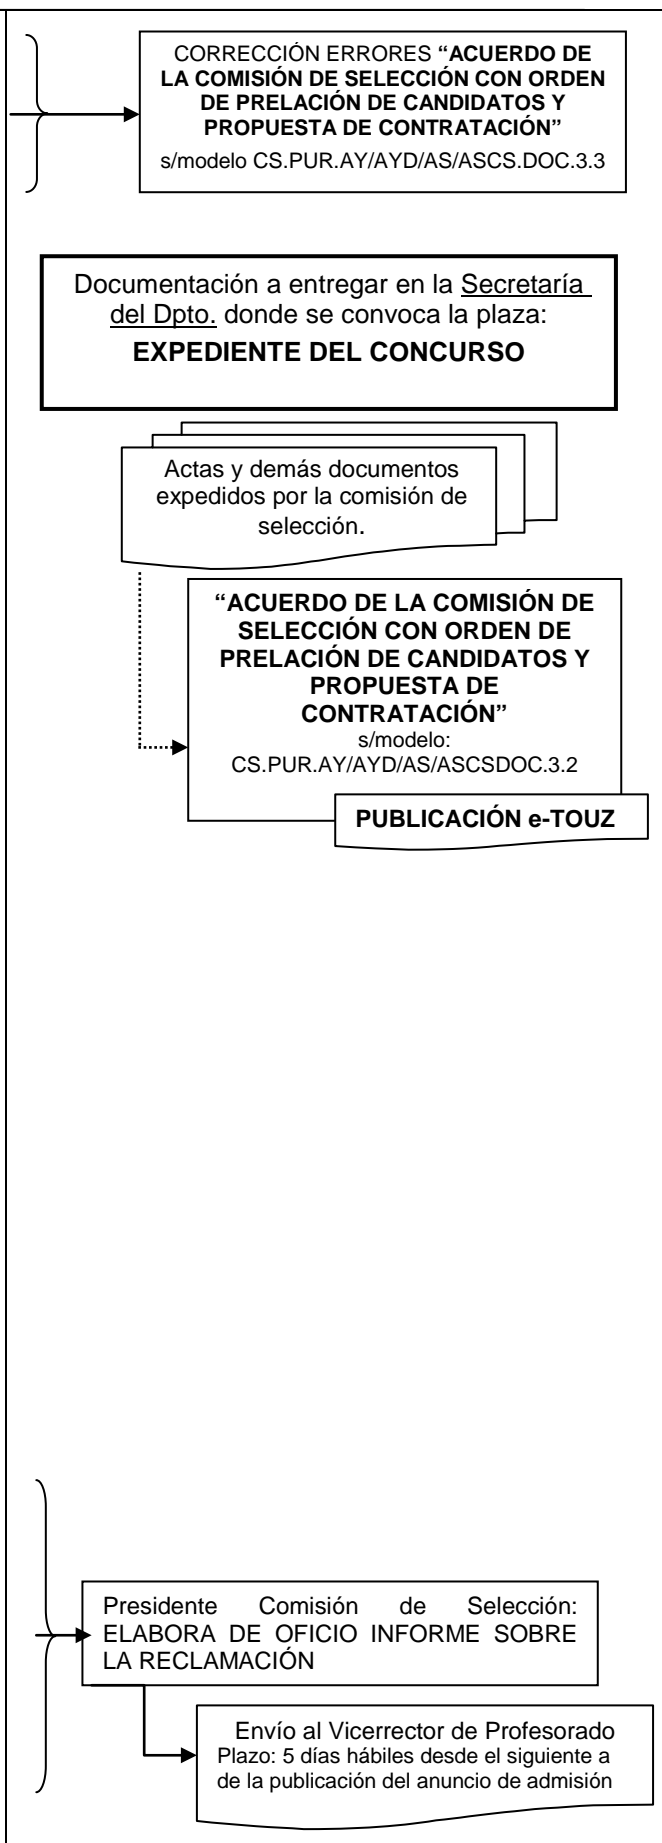 CORRECCIÓN ERRORES “ACUERDO DE
LA COMISIÓN DE SELECCIÓN CON ORDEN
DE PRELACIÓN DE CANDIDATOS Y
PROPUESTA DE CONTRATACIÓN”
s/modelo CS.PUR.AY/AYD/AS/ASCS.DOC.3.3
Documentación a entregar en la Secretaría
del Dpto. donde se convoca la plaza:
EXPEDIENTE DEL CONCURSO
Actas y demás documentos
expedidos por la comisión de
selección.
“ACUERDO DE LA COMISIÓN DE
SELECCIÓN CON ORDEN DE
PRELACIÓN DE CANDIDATOS Y
PROPUESTA DE
CONTRATACIÓN”
s/modelo:
CS.PUR.AY/AYD/AS/ASCSDOC.3.2
PUBLICACIÓN e-TOUZ
Presidente Comisión de Selección:
ELABORA DE OFICIO INFORME SOBRE
LA RECLAMACIÓN
Envío al Vicerrector de Profesorado
Plazo: 5 días hábiles desde el siguiente a
de la publicación del anuncio de admisión